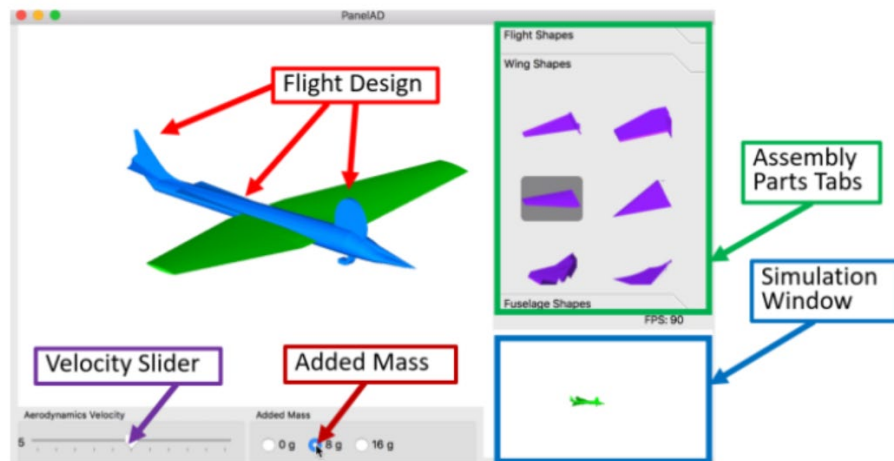 PanelAD
Flight Shapes
Wing Shapes
Flight Design
Assembly
Parts Tabs
Simulation
Window
Fuselage Shapes
FPS: 90
Velocity Slider
Added Mass
Aerodynamics Velocity
Added Mass
5
0 g
8 g
16 g